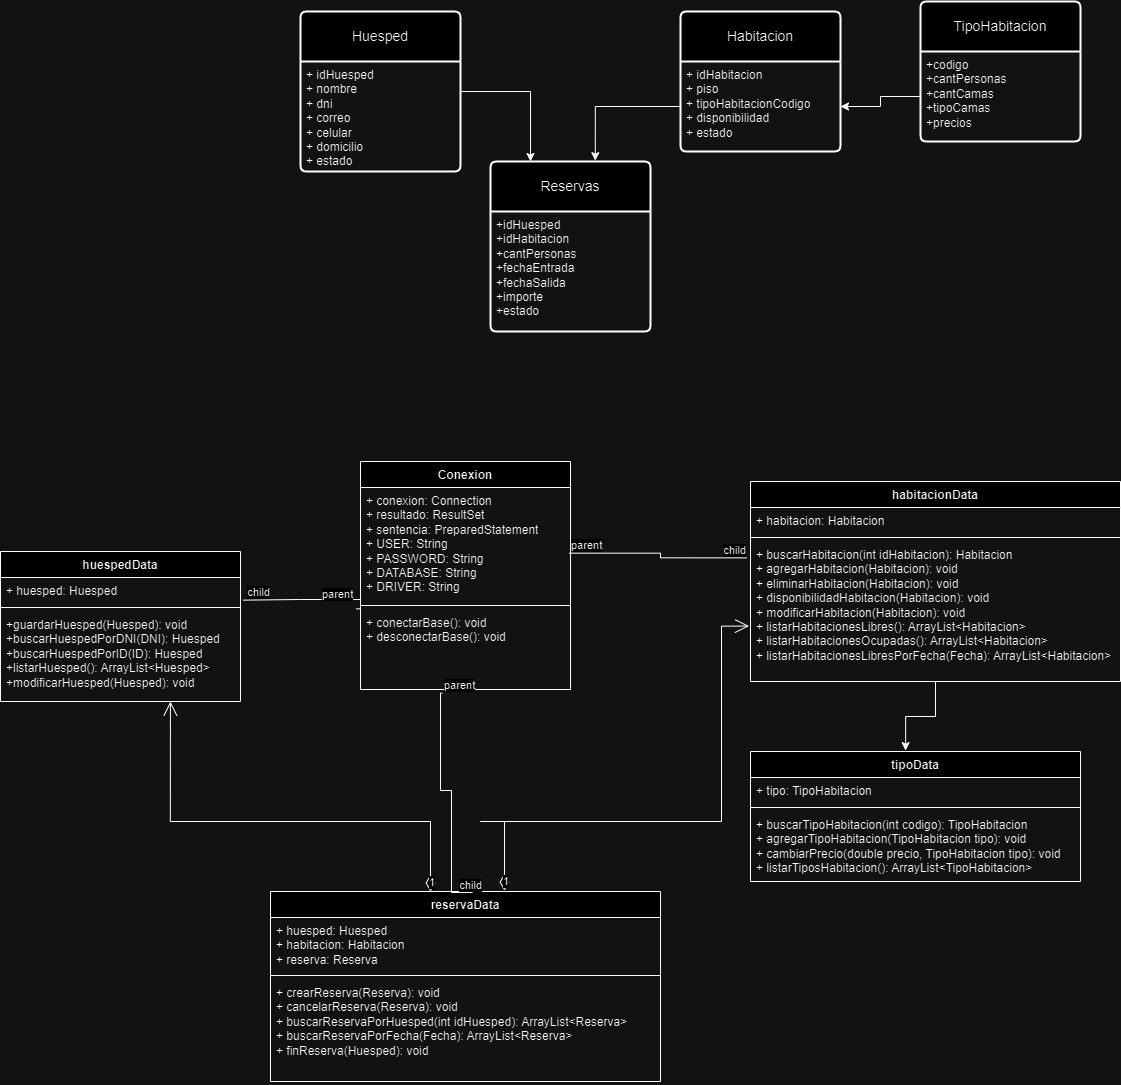 Huesped
+ idHuesped
+ nombre
+ dni
+ correo
+ celular
+ domicilio
+ estado
Habitacion
+ idHabitacion
+ piso
+ tipoHabitacionCodigo
+ disponibilidad
+ estado
TipoHabitacion
+codigo
+cantPersonas
+cantCamas
+tipoCamas
+precios
Reservas
+idHuesped
+idHabitacion
+cantPersonas
+fechaEntrada
+fechaSalida
+importe
+estado
Conexion
+ conexion: Connection
+ resultado: ResultSet
+ sentencia: PreparedStatement
+ USER: String
+ PASSWORD: String
+ DATABASE: String
+ DRIVER: String
+ conectarBase(): void
+ desconectarBase(): void
parent
child
child
parent
parent
huespedData
+ huesped: Huesped
+guardarHuesped(Huesped): void
+buscarHuespedPorDNI(DNI): Huesped
+buscarHuespedPorID(ID): Huesped
+listarHuesped(): ArrayList<Huesped>
+modificarHuesped(Huesped): void
habitacionData
+ habitacion: Habitacion
+ buscarHabitacion(int idHabitacion): Habitacion
+ agregarHabitacion(Habitacion): void
+ eliminarHabitacion(Habitacion): void
+ disponibilidadHabitacion(Habitacion): void
+ modificarHabitacion(Habitacion): void
+ listarHabitacionesLibres(): ArrayList<Habitacion>
+ listarHabitacionesOcupadas(): ArrayList<Habitacion>
+ listarHabitacionesLibresPorFecha(Fecha): ArrayList<Habitacion>
tipoData
+ tipo: TipoHabitacion
+ buscarTipoHabitacion(int codigo): TipoHabitacion
+ agregarTipoHabitacion(TipoHabitacion tipo): void
+ cambiarPrecio(double precio, TipoHabitacion tipo): void
+ listarTiposHabitacion(): ArrayList<TipoHabitacion>
1
child
1
reservaData
+ huesped: Huesped
+ habitacion: Habitacion
+ reserva: Reserva
+ crearReserva(Reserva): void
+ cancelarReserva(Reserva): void
+ buscarReservaPorHuesped(int idHuesped): ArrayList<Reserva>
+ buscarReservaPorFecha(Fecha): ArrayList<Reserva>
+ finReserva(Huesped): void